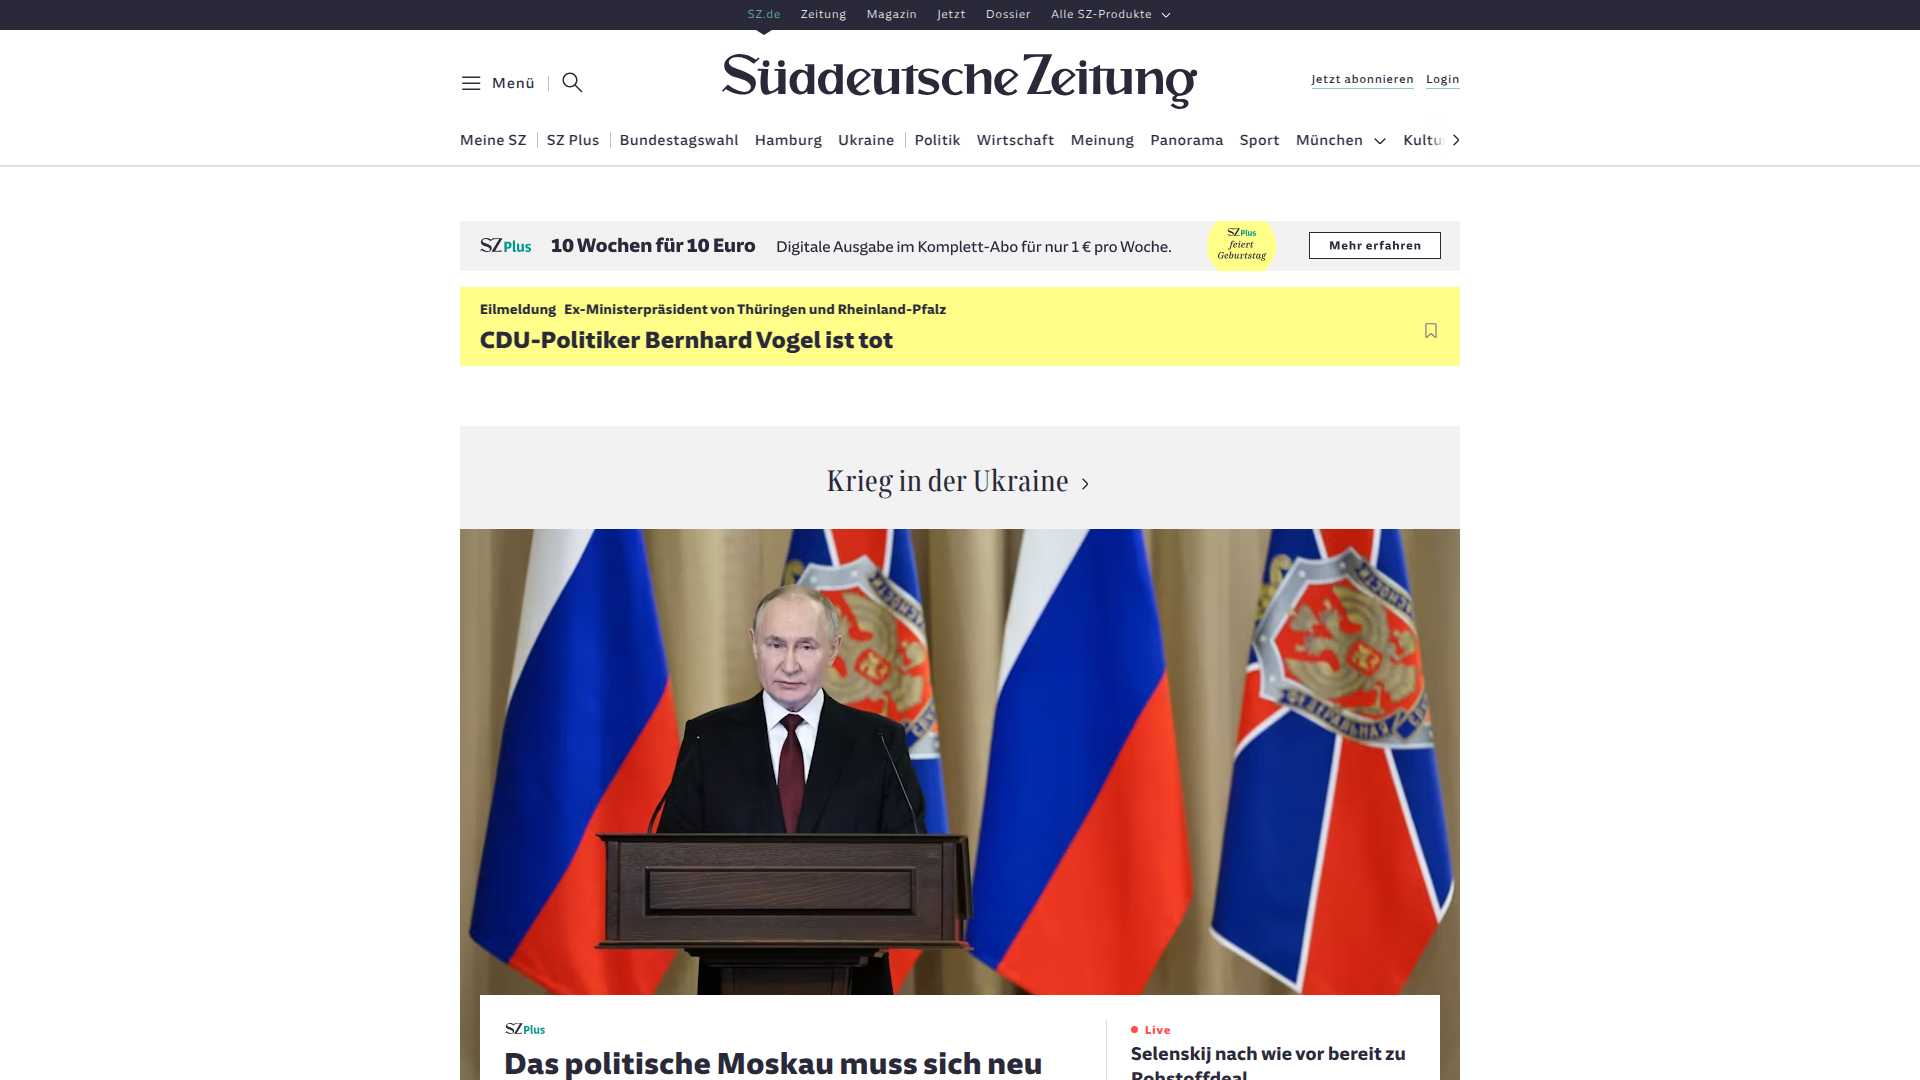 SZ.de Zeitung Magazin Jetzt Dossier Alle SZ-Produkte
Menü
Süddeutsche Zeitung
Jetzt abonnieren Login
Meine SZ SZ Plus Bundestagswahl Hamburg Ukraine Politik Wirtschaft Meinung Panorama Sport München
SZ Plus 10 Wochen für 10 Euro Digitale Ausgabe im Komplett-Abo für nur 1 € pro Woche.
SZ Plus
feiert
Geburtstag
Mehr erfahren
Eilmeldung Ex-Ministerpräsident von Thüringen und Rheinland-Pfalz
CDU-Politiker Bernhard Vogel ist tot
Krieg in der Ukraine
SZ Plus
Das politische Moskau muss sich neu
Live
Selenskij nach wie vor bereit zu
Rohstoffdeal